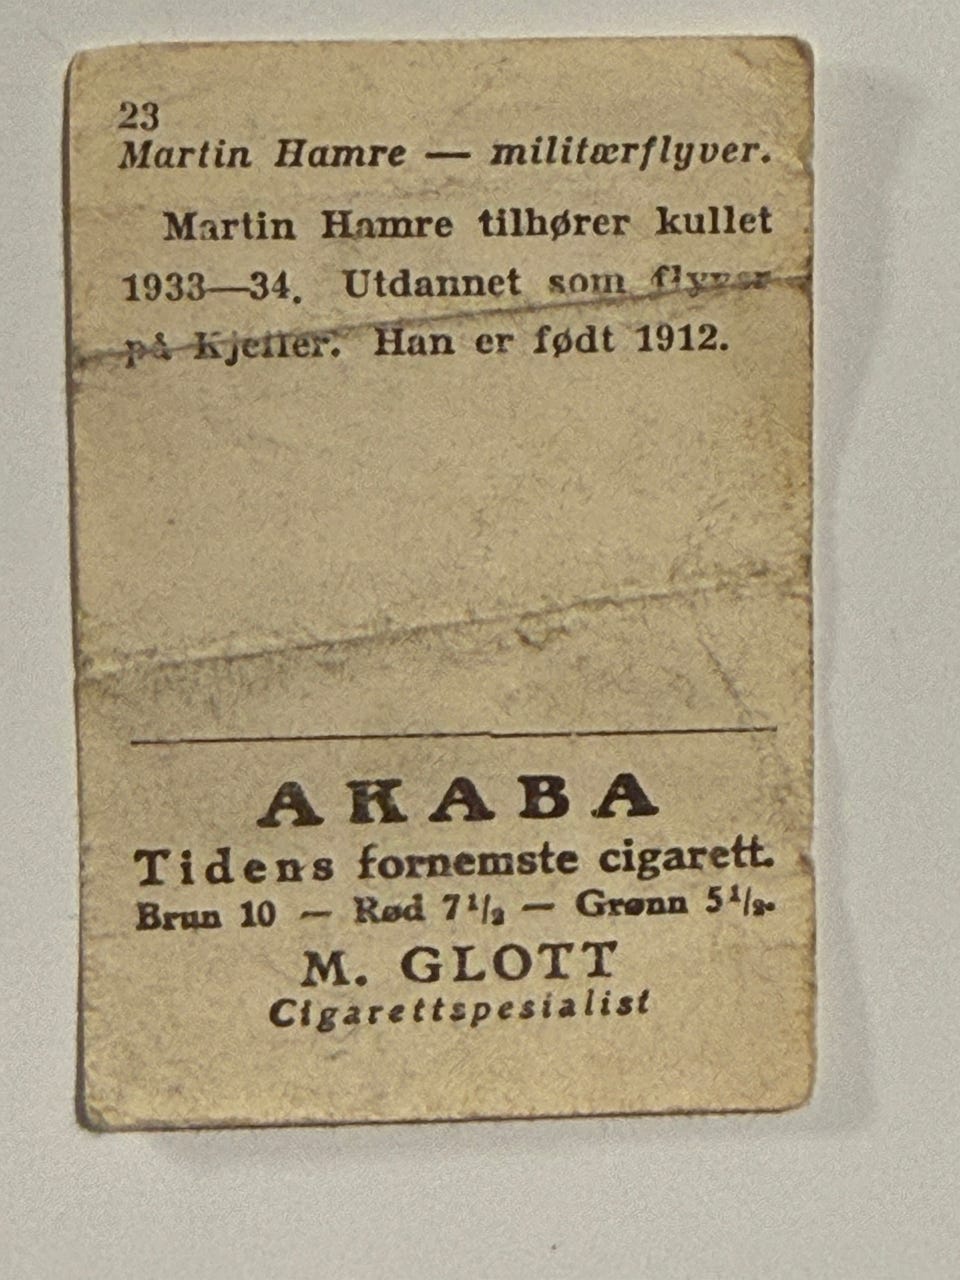 23
Martin Hamre — militærflyver.
Martin Hamre tilhører kullet
1933—34. Utdannet som flyver
på Kjeller. Han er født 1912.
AKABA
Tidens fornemste cigarett.
Brun 10 — Rød 7½ — Grønn 5½.
M. GLOTT
Cigarettspesialist